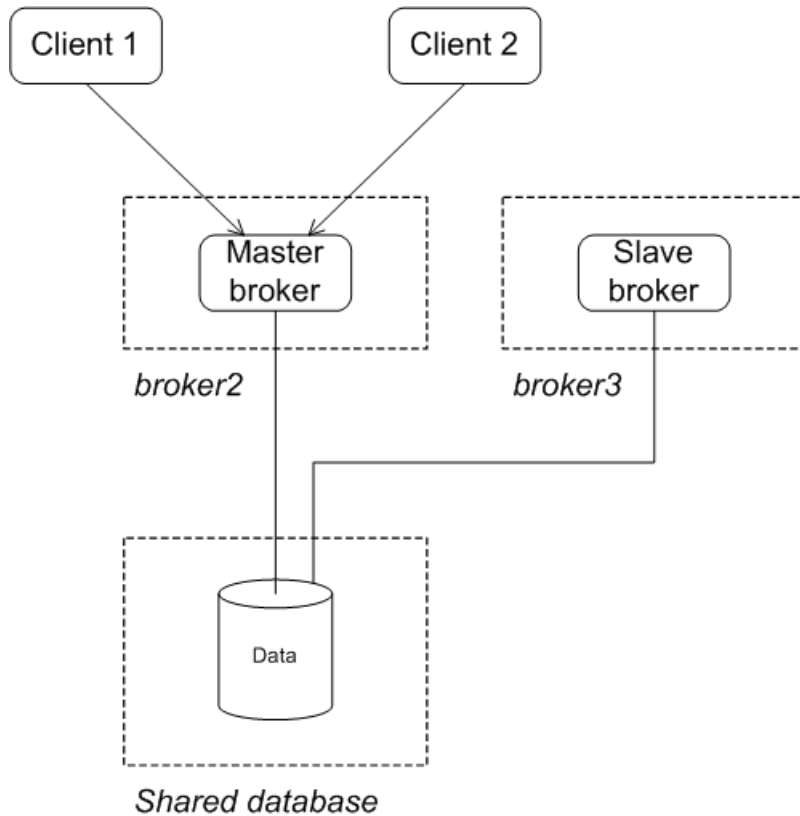 Client 1
Client 2
Master
broker
Slave
broker
broker2
broker3
Data
Shared database